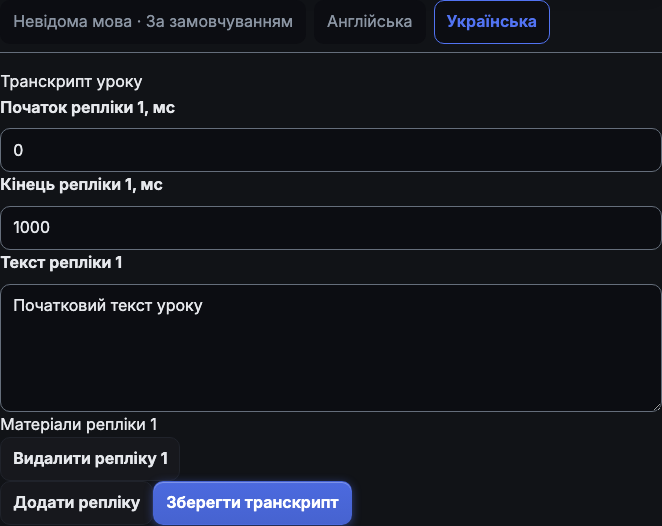 Невідома мова · За замовчуванням Англійська Українська
Транскрипт уроку
Початок репліки 1, мс
0
Кінець репліки 1, мс
1000
Текст репліки 1
Початковий текст уроку
Матеріали репліки 1
Видалити репліку 1
Додати репліку Зберегти транскрипт